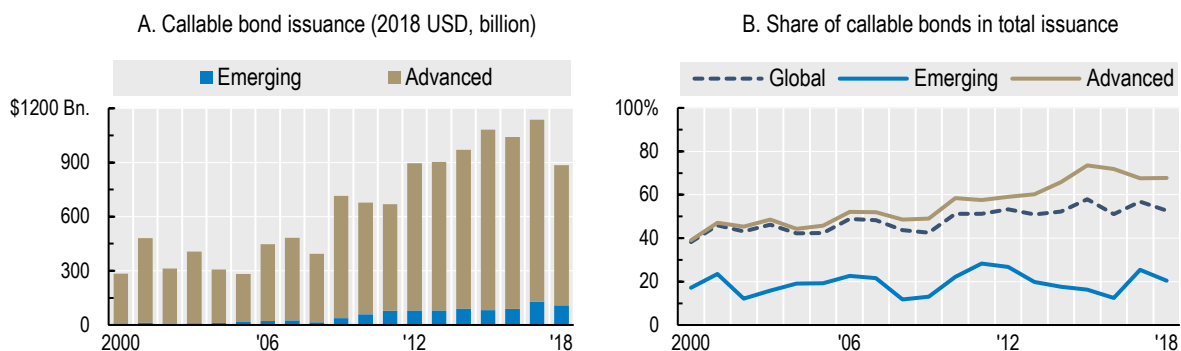 A. Callable bond issuance (2018 USD, billion)
Emerging Advanced
$1200 Bn.
900
600
300
0
2000 '06 '12 '18
B. Share of callable bonds in total issuance
Global Emerging Advanced
100%
80
60
40
20
0
2000 '06 '12 '18